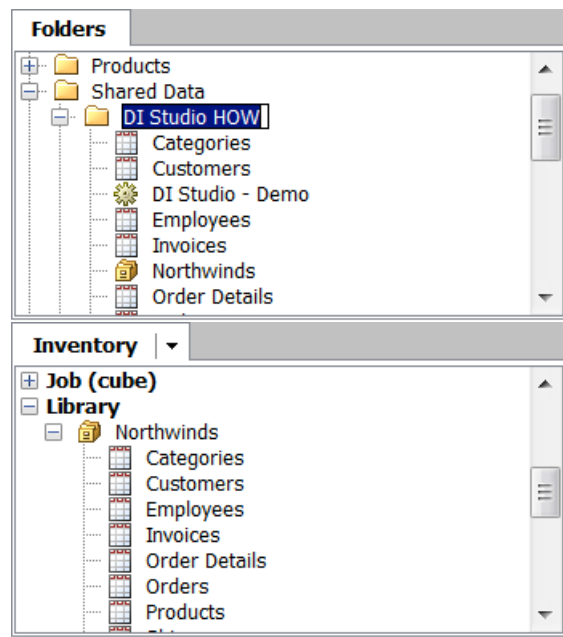 Folders
Products
Shared Data
DI Studio HOW
Categories
Customers
DI Studio - Demo
Employees
Invoices
Northwinds
Order Details
Inventory
Job (cube)
Library
Northwinds
Categories
Customers
Employees
Invoices
Order Details
Orders
Products